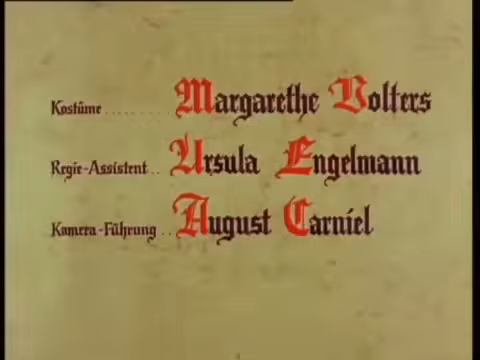 Kostüme ......... Margarethe Volters
Regie-Assistent .. Ursula Engelmann
Kamera-Führung .. August Carniel